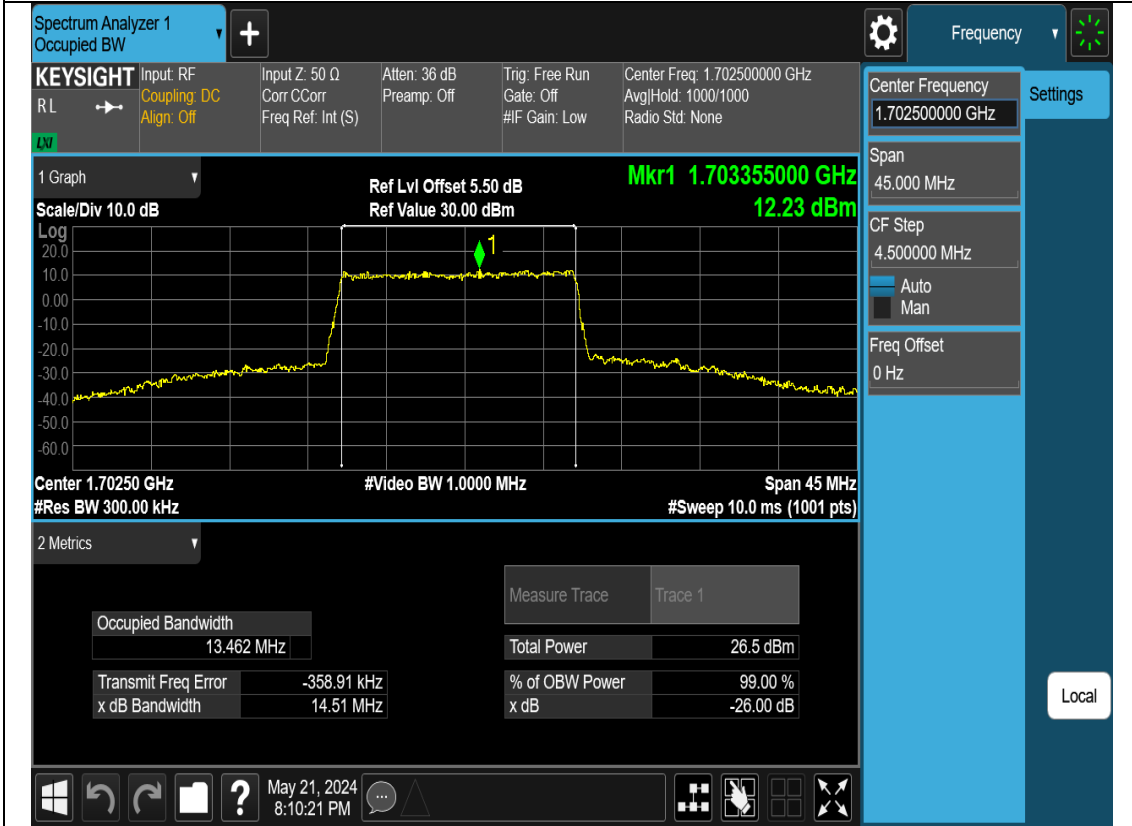 Spectrum Analyzer 1
Occupied BW
+
Frequency
KEYSIGHT
R L
LXI
Input: RF
Coupling: DC
Align: Off
Input Z: 50 Ω
Corr CCorr
Freq Ref: Int (S)
Atten: 36 dB
Preamp: Off
Trig: Free Run
Gate: Off
#IF Gain: Low
Center Freq: 1.702500000 GHz
Avg|Hold: 1000/1000
Radio Std: None
Center Frequency
1.702500000 GHz
Settings
Span
45.000 MHz
CF Step
4.500000 MHz
Auto
Man
Freq Offset
0 Hz
Local
1 Graph
Scale/Div 10.0 dB
Ref Lvl Offset 5.50 dB
Ref Value 30.00 dBm
Mkr1 1.703355000 GHz
12.23 dBm
Log
20.0
10.0
0.00
-10.0
-20.0
-30.0
-40.0
-50.0
-60.0
1
Center 1.70250 GHz
#Video BW 1.0000 MHz
Span 45 MHz
#Res BW 300.00 kHz
#Sweep 10.0 ms (1001 pts)
2 Metrics
Measure Trace Trace 1
Occupied Bandwidth
13.462 MHz
Total Power 26.5 dBm
Transmit Freq Error -358.91 kHz
% of OBW Power 99.00 %
x dB Bandwidth 14.51 MHz
x dB -26.00 dB
?
May 21, 2024
8:10:21 PM